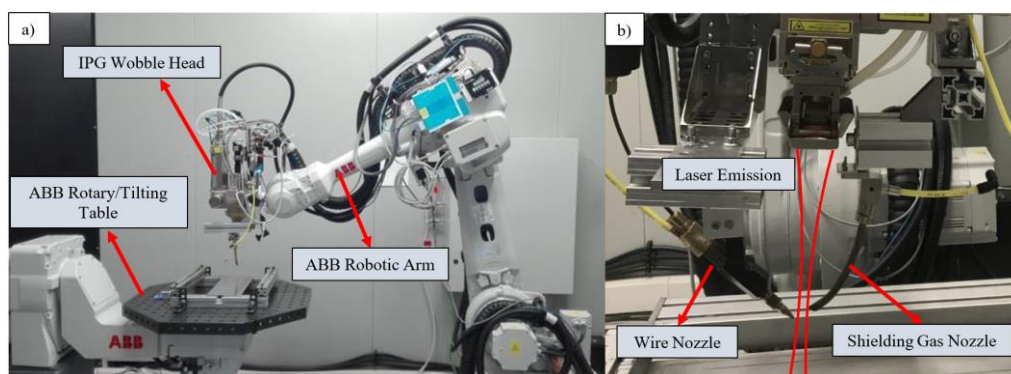 a)
IPG Wobble Head
ABB Rotary/Tilting
Table
ABB Robotic Arm
ABB
ABB
b)
Laser Emission
Wire Nozzle
Shielding Gas Nozzle